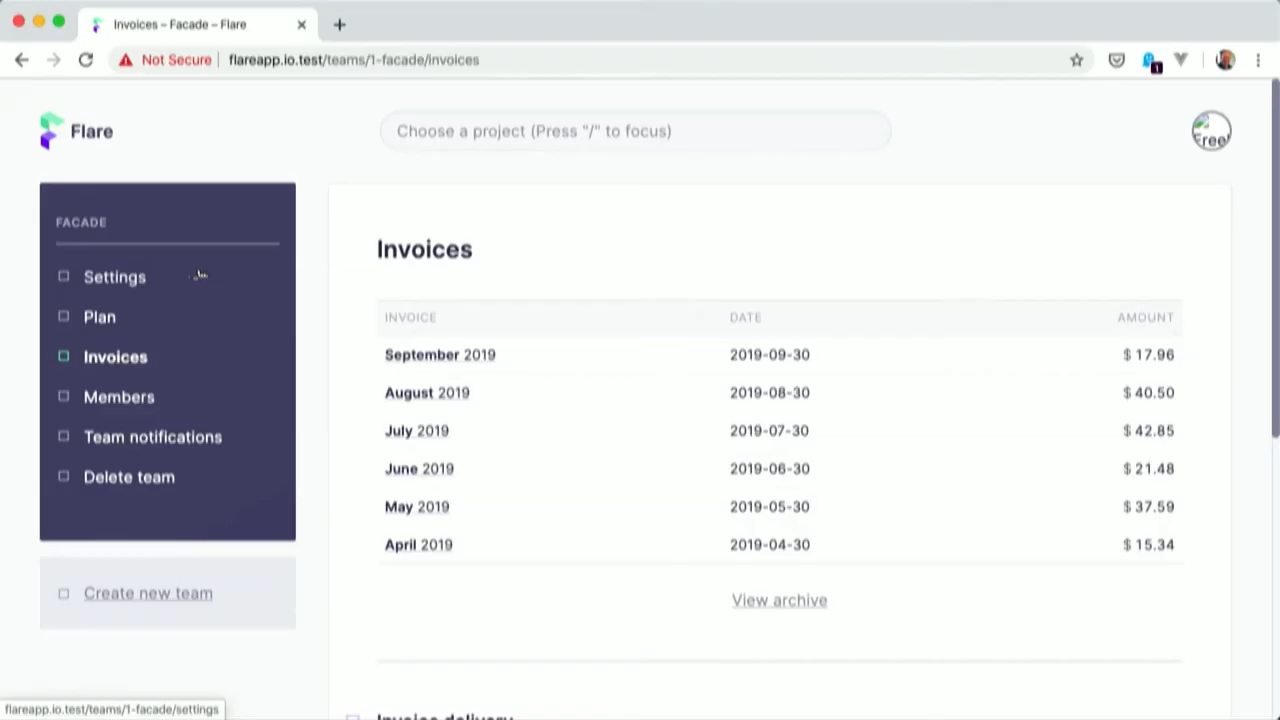 Invoices – Facade – Flare
Not Secure
flareapp.io.test/teams/1-facade/invoices
1
Flare
Choose a project (Press "/" to focus)
Free
FACADE
Settings
Plan
Invoices
Members
Team notifications
Delete team
Create new team
Invoices
INVOICE DATE AMOUNT
September 2019 2019-09-30 $ 17.96
August 2019 2019-08-30 $ 40.50
July 2019 2019-07-30 $ 42.85
June 2019 2019-06-30 $ 21.48
May 2019 2019-05-30 $ 37.59
April 2019 2019-04-30 $ 15.34
View archive
Invoice delivery
flareapp.io.test/teams/1-facade/settings